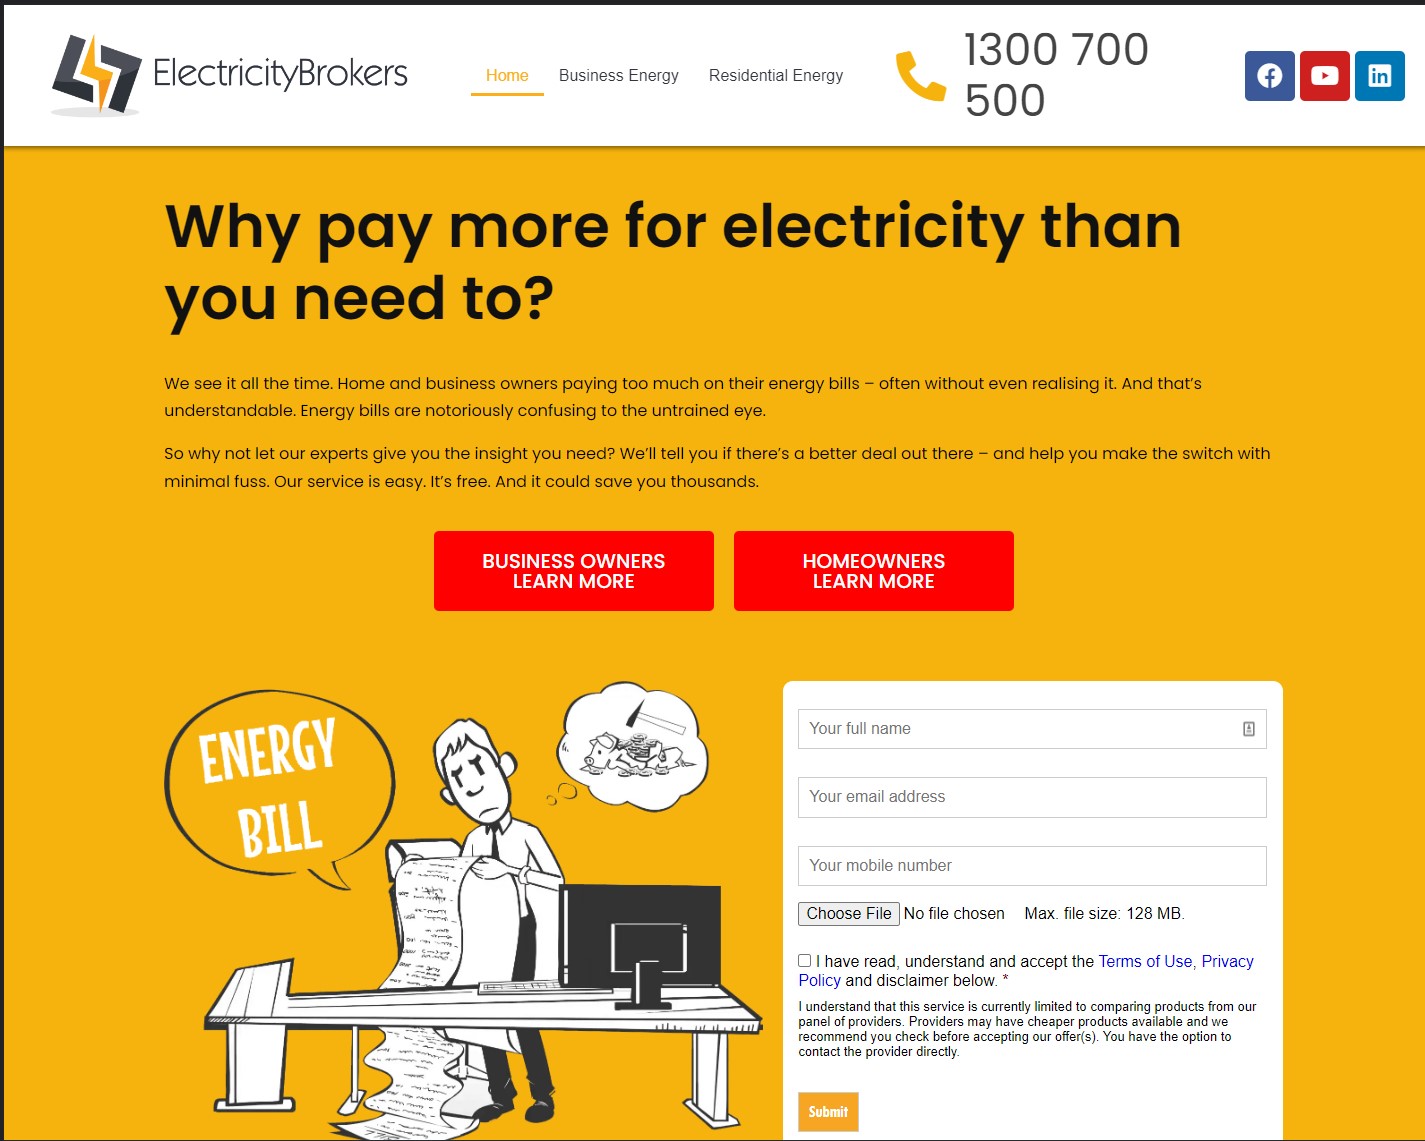 ElectricityBrokers
Home
Business Energy
Residential Energy
1300 700
500
Why pay more for electricity than
you need to?
We see it all the time. Home and business owners paying too much on their energy bills – often without even realising it. And that’s
understandable. Energy bills are notoriously confusing to the untrained eye.
So why not let our experts give you the insight you need? We’ll tell you if there’s a better deal out there – and help you make the switch with
minimal fuss. Our service is easy. It’s free. And it could save you thousands.
BUSINESS OWNERS
LEARN MORE
HOMEOWNERS
LEARN MORE
ENERGY
BILL
Your full name
Your email address
Your mobile number
Choose File No file chosen Max. file size: 128 MB.
I have read, understand and accept the Terms of Use, Privacy
Policy and disclaimer below. *
I understand that this service is currently limited to comparing products from our
panel of providers. Providers may have cheaper products available and we
recommend you check before accepting our offer(s). You have the option to
contact the provider directly.
Submit